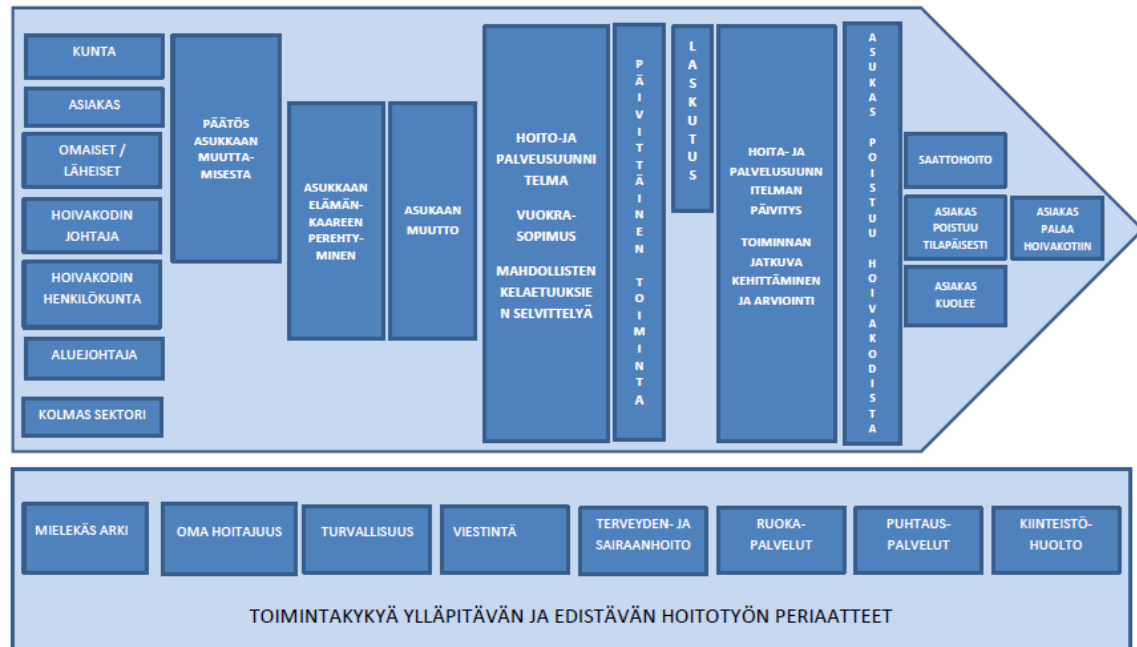 KUNTA
ASIAKAS
OMAISET /
LÄHEISET
HOIVAKODIN
JOHTAJA
HOIVAKODIN
HENKILÖKUNTA
ALUEJOHTAJA
KOLMAS SEKTORI
PÄÄTÖS
ASUKKAAN
MUUTTA-
MISESTA
ASUKKAAN
ELÄMÄN-
KAAREEN
PEREHTY-
MINEN
ASUKAAN
MUUTTO
HOITO-JA
PALVEUSUUNNI
TELMA
VUOKRA-
SOPIMUS
MAHDOLLISTEN
KELAETUUKSIE
N SELVITTELYÄ
PÄIVITTÄINEN TOIMINTA
LASKUTUS
HOITA- JA
PALVELUSUUNN
ITELMAN
PÄIVITYS
TOIMINNAN
JATKUVA
KEHITTÄMINEN
JA ARVIOINTI
ASUKAS POISTUU HOIVAKODISTA
SAATTOHOITO
ASIAKAS
POISTUU
TILAPÄISESTI
ASIAKAS
KUOLEE
ASIAKAS
PALAA
HOIVAKOTIIN
MIELEKÄS ARKI
OMA HOITAJUUS
TURVALLISUUS
VIESTINTÄ
TERVEYDEN- JA
SAIRAANHOITO
RUOKA-
PALVELUT
PUHTAUS-
PALVELUT
KIINTEISTÖ-
HUOLTO
TOIMINTAKYKYÄ YLLÄPITÄVÄN JA EDISTÄVÄN HOITOTYÖN PERIAATTEET